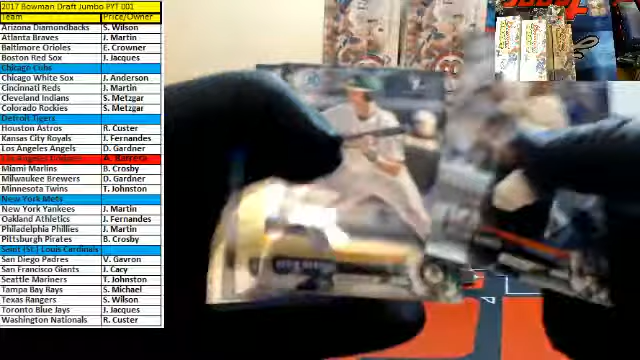 2017 Bowman Draft Jumbo PYT 001
Team Price/Owner
Arizona Diamondbacks S. Wilson
Atlanta Braves J. Martin
Baltimore Orioles E. Crowner
Boston Red Sox J. Jacques
Chicago Cubs
Chicago White Sox J. Anderson
Cincinnati Reds J. Martin
Cleveland Indians S. Metzgar
Colorado Rockies S. Metzgar
Detroit Tigers
Houston Astros R. Custer
Kansas City Royals J. Fernandes
Los Angeles Angels D. Gardner
Los Angeles Dodgers A. Barrera
Miami Marlins B. Crosby
Milwaukee Brewers D. Gardner
Minnesota Twins T. Johnston
New York Mets
New York Yankees J. Martin
Oakland Athletics J. Fernandes
Philadelphia Phillies J. Martin
Pittsburgh Pirates B. Crosby
Saint (St.) Louis Cardinals
San Diego Padres V. Gavron
San Francisco Giants J. Cacy
Seattle Mariners T. Johnston
Tampa Bay Rays S. Michael
Texas Rangers S. Wilson
Toronto Blue Jays J. Jacques
Washington Nationals R. Custer